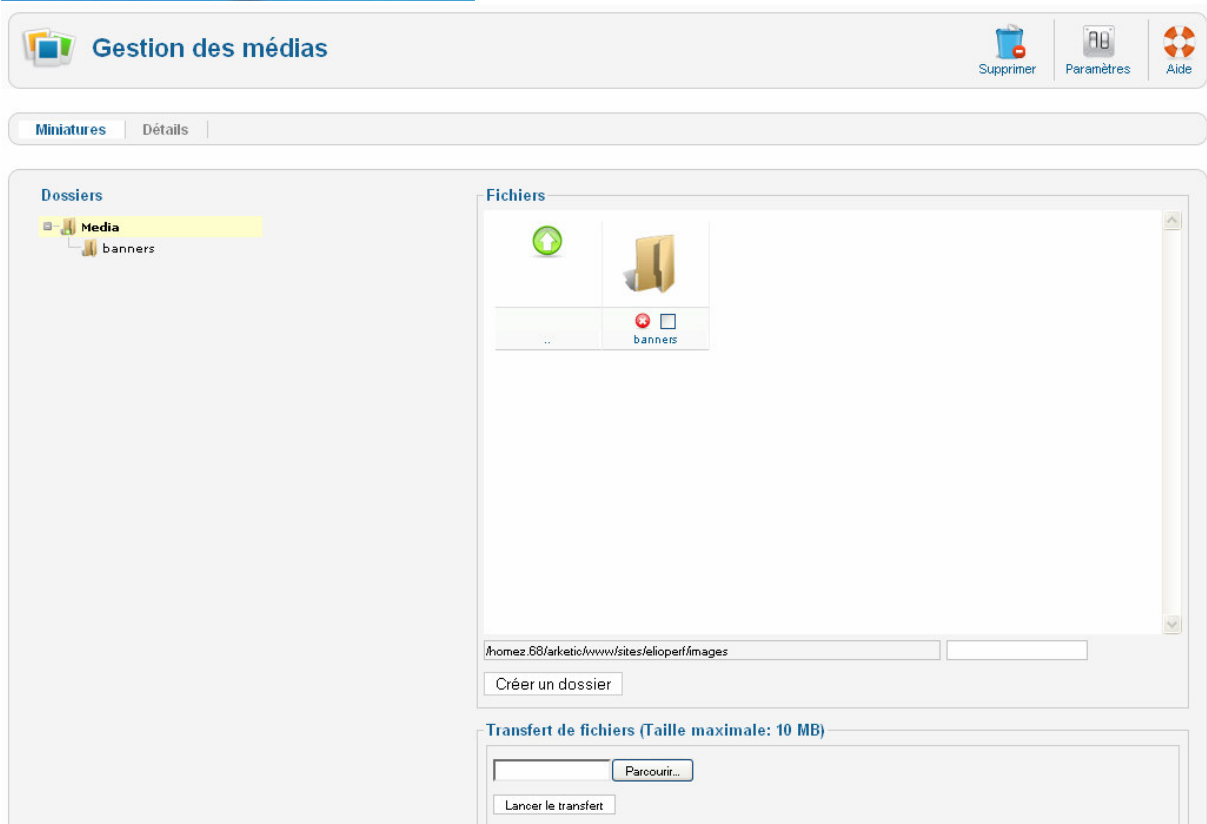 Gestion des médias
Supprimer
Paramètres
Aide
Miniatures
Détails
Dossiers
Media
banners
Fichiers
..
banners
/homez.68/arketic/www/sites/elioperf/images
Créer un dossier
Transfert de fichiers (Taille maximale: 10 MB)
Parcourir...
Lancer le transfert